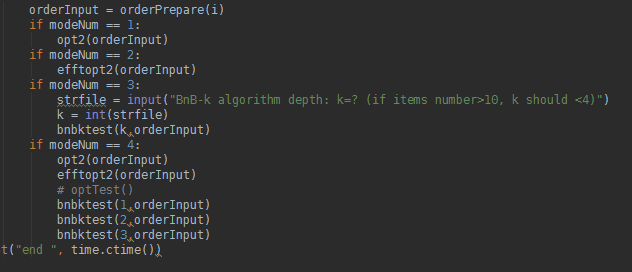 orderInput = orderPrepare(i)
if modeNum == 1:
opt2(orderInput)
if modeNum == 2:
efftopt2(orderInput)
if modeNum == 3:
strfile = input("BnB-k algorithm depth: k=? (if items number>10, k should <4)")
k = int(strfile)
bnbktest(k,orderInput)
if modeNum == 4:
opt2(orderInput)
efftopt2(orderInput)
# optTest()
bnbktest(1,orderInput)
bnbktest(2,orderInput)
bnbktest(3,orderInput)
t("end ", time.ctime())